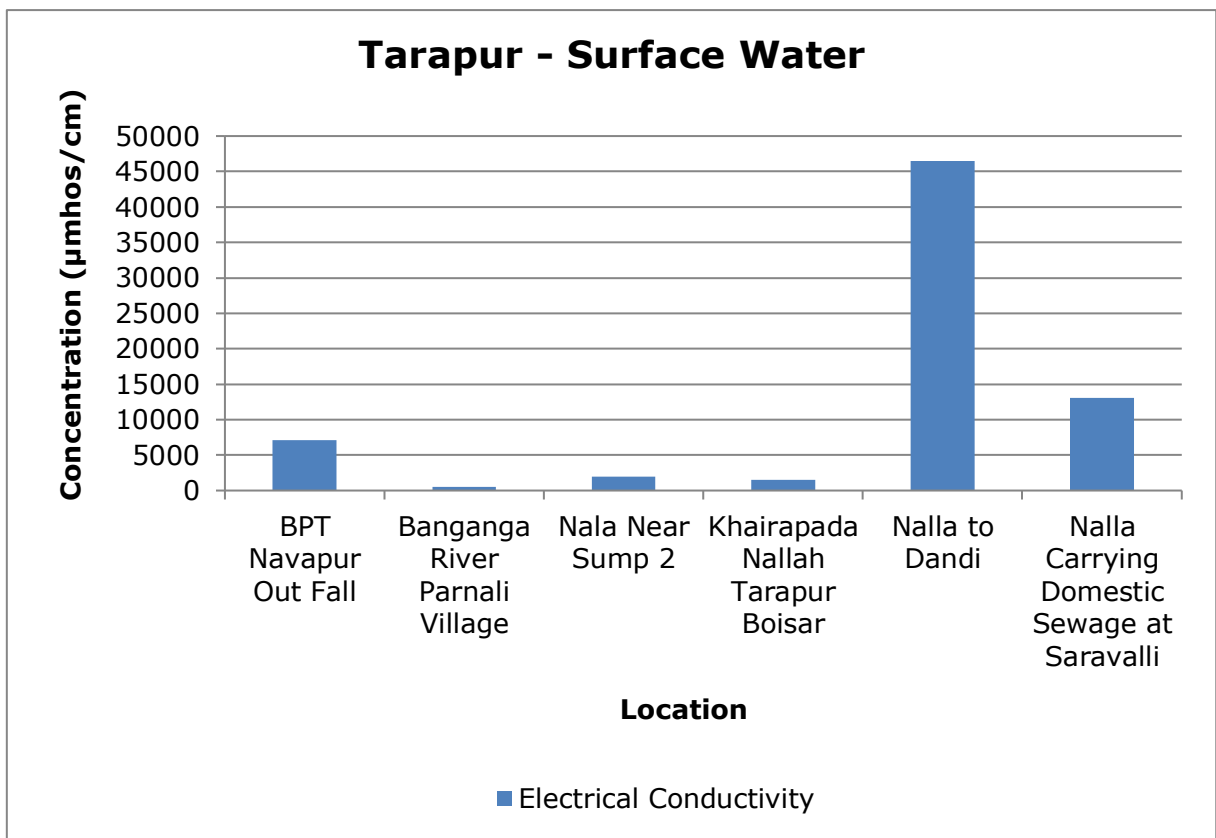 Tarapur - Surface Water
Concentration (µmhos/cm)
50000
45000
40000
35000
30000
25000
20000
15000
10000
5000
0
BPT
Navapur
Out Fall
Banganga
River
Parnali
Village
Nala Near
Sump 2
Khairapada
Nallah
Tarapur
Boisar
Nalla to
Dandi
Nalla
Carrying
Domestic
Sewage at
Saravalli
Location
Electrical Conductivity